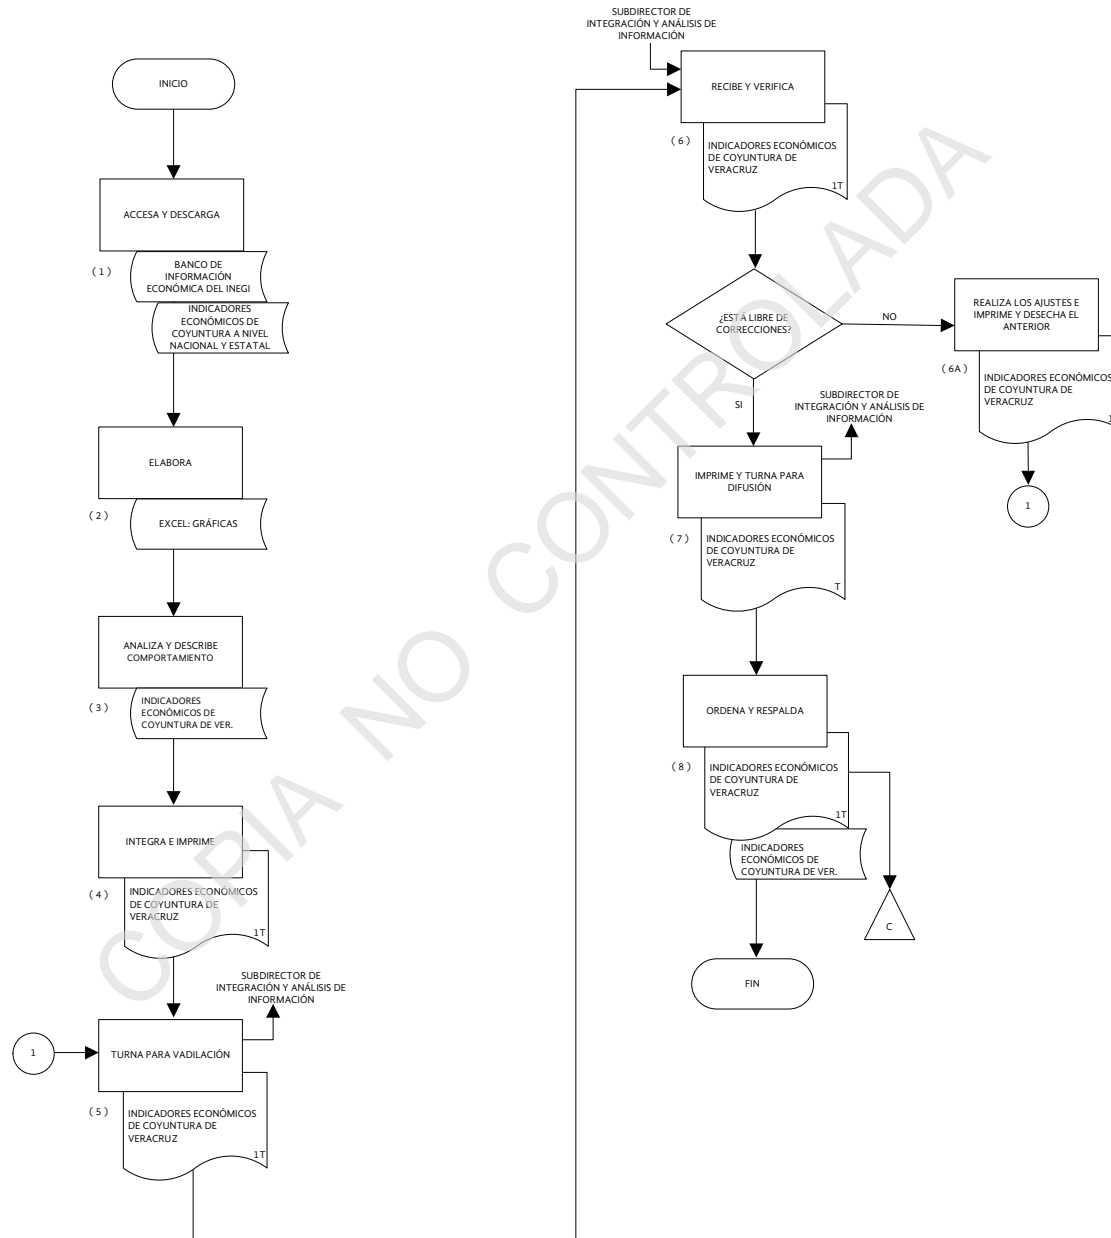 INICIO
ACCESA Y DESCARGA
( 1 )
BANCO DE
INFORMACIÓN
ECONÓMICA DEL INEGI
INDICADORES
ECONÓMICOS DE
COYUNTURA A NIVEL
NACIONAL Y ESTATAL
ELABORA
( 2 )
EXCEL: GRÁFICAS
ANALIZA Y DESCRIBE
COMPORTAMIENTO
( 3 )
INDICADORES
ECONÓMICOS DE
COYUNTURA DE VER.
INTEGRA E IMPRIME
( 4 )
INDICADORES ECONÓMICOS
DE COYUNTURA DE
VERACRUZ
1T
SUBDIRECTOR DE
INTEGRACIÓN Y ANÁLISIS DE
INFORMACIÓN
1
TURNA PARA VADILACIÓN
( 5 )
INDICADORES ECONÓMICOS
DE COYUNTURA DE
VERACRUZ
1T
SUBDIRECTOR DE
INTEGRACIÓN Y ANÁLISIS DE
INFORMACIÓN
RECIBE Y VERIFICA
( 6 )
INDICADORES ECONÓMICOS
DE COYUNTURA DE
VERACRUZ
1T
¿ESTÁ LIBRE DE
CORRECCIONES?
NO
REALIZA LOS AJUSTES E
IMPRIME Y DESECHA EL
ANTERIOR
( 6A )
INDICADORES ECONÓMICOS
DE COYUNTURA DE
VERACRUZ
1
SI
SUBDIRECTOR DE
INTEGRACIÓN Y ANÁLISIS DE
INFORMACIÓN
IMPRIME Y TURNA PARA
DIFUSIÓN
( 7 )
INDICADORES ECONÓMICOS
DE COYUNTURA DE
VERACRUZ
T
ORDENA Y RESPALDA
( 8 )
INDICADORES ECONÓMICOS
DE COYUNTURA DE
VERACRUZ
1T
INDICADORES
ECONÓMICOS DE
COYUNTURA DE VER.
C
FIN
COPIA NO CONTROLADA